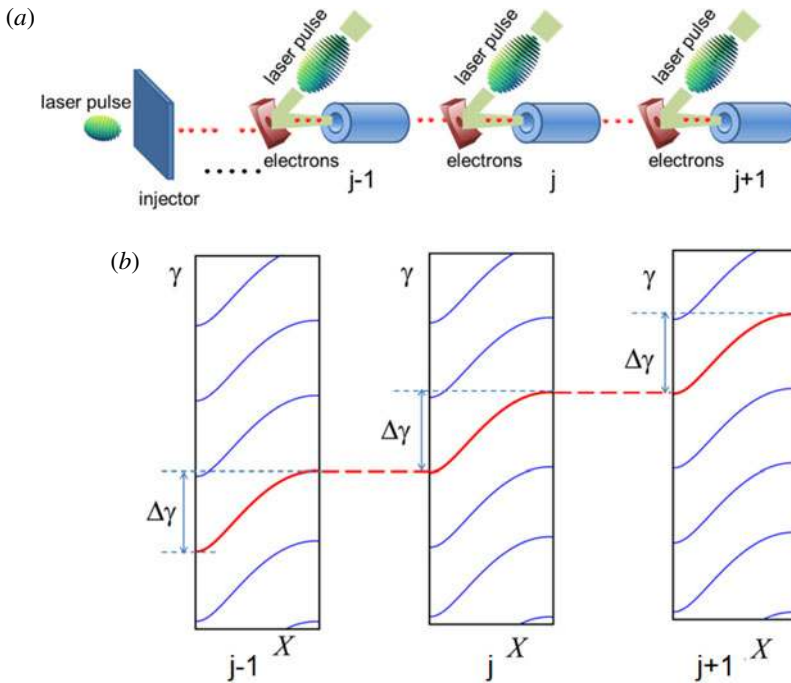 (a)
laser pulse
injector
laser pulse
electrons
j-1
laser pulse
electrons
j
laser pulse
electrons
j+1
(b)
γ
Δγ
X
j-1
γ
Δγ
X
j
γ
Δγ
X
j+1